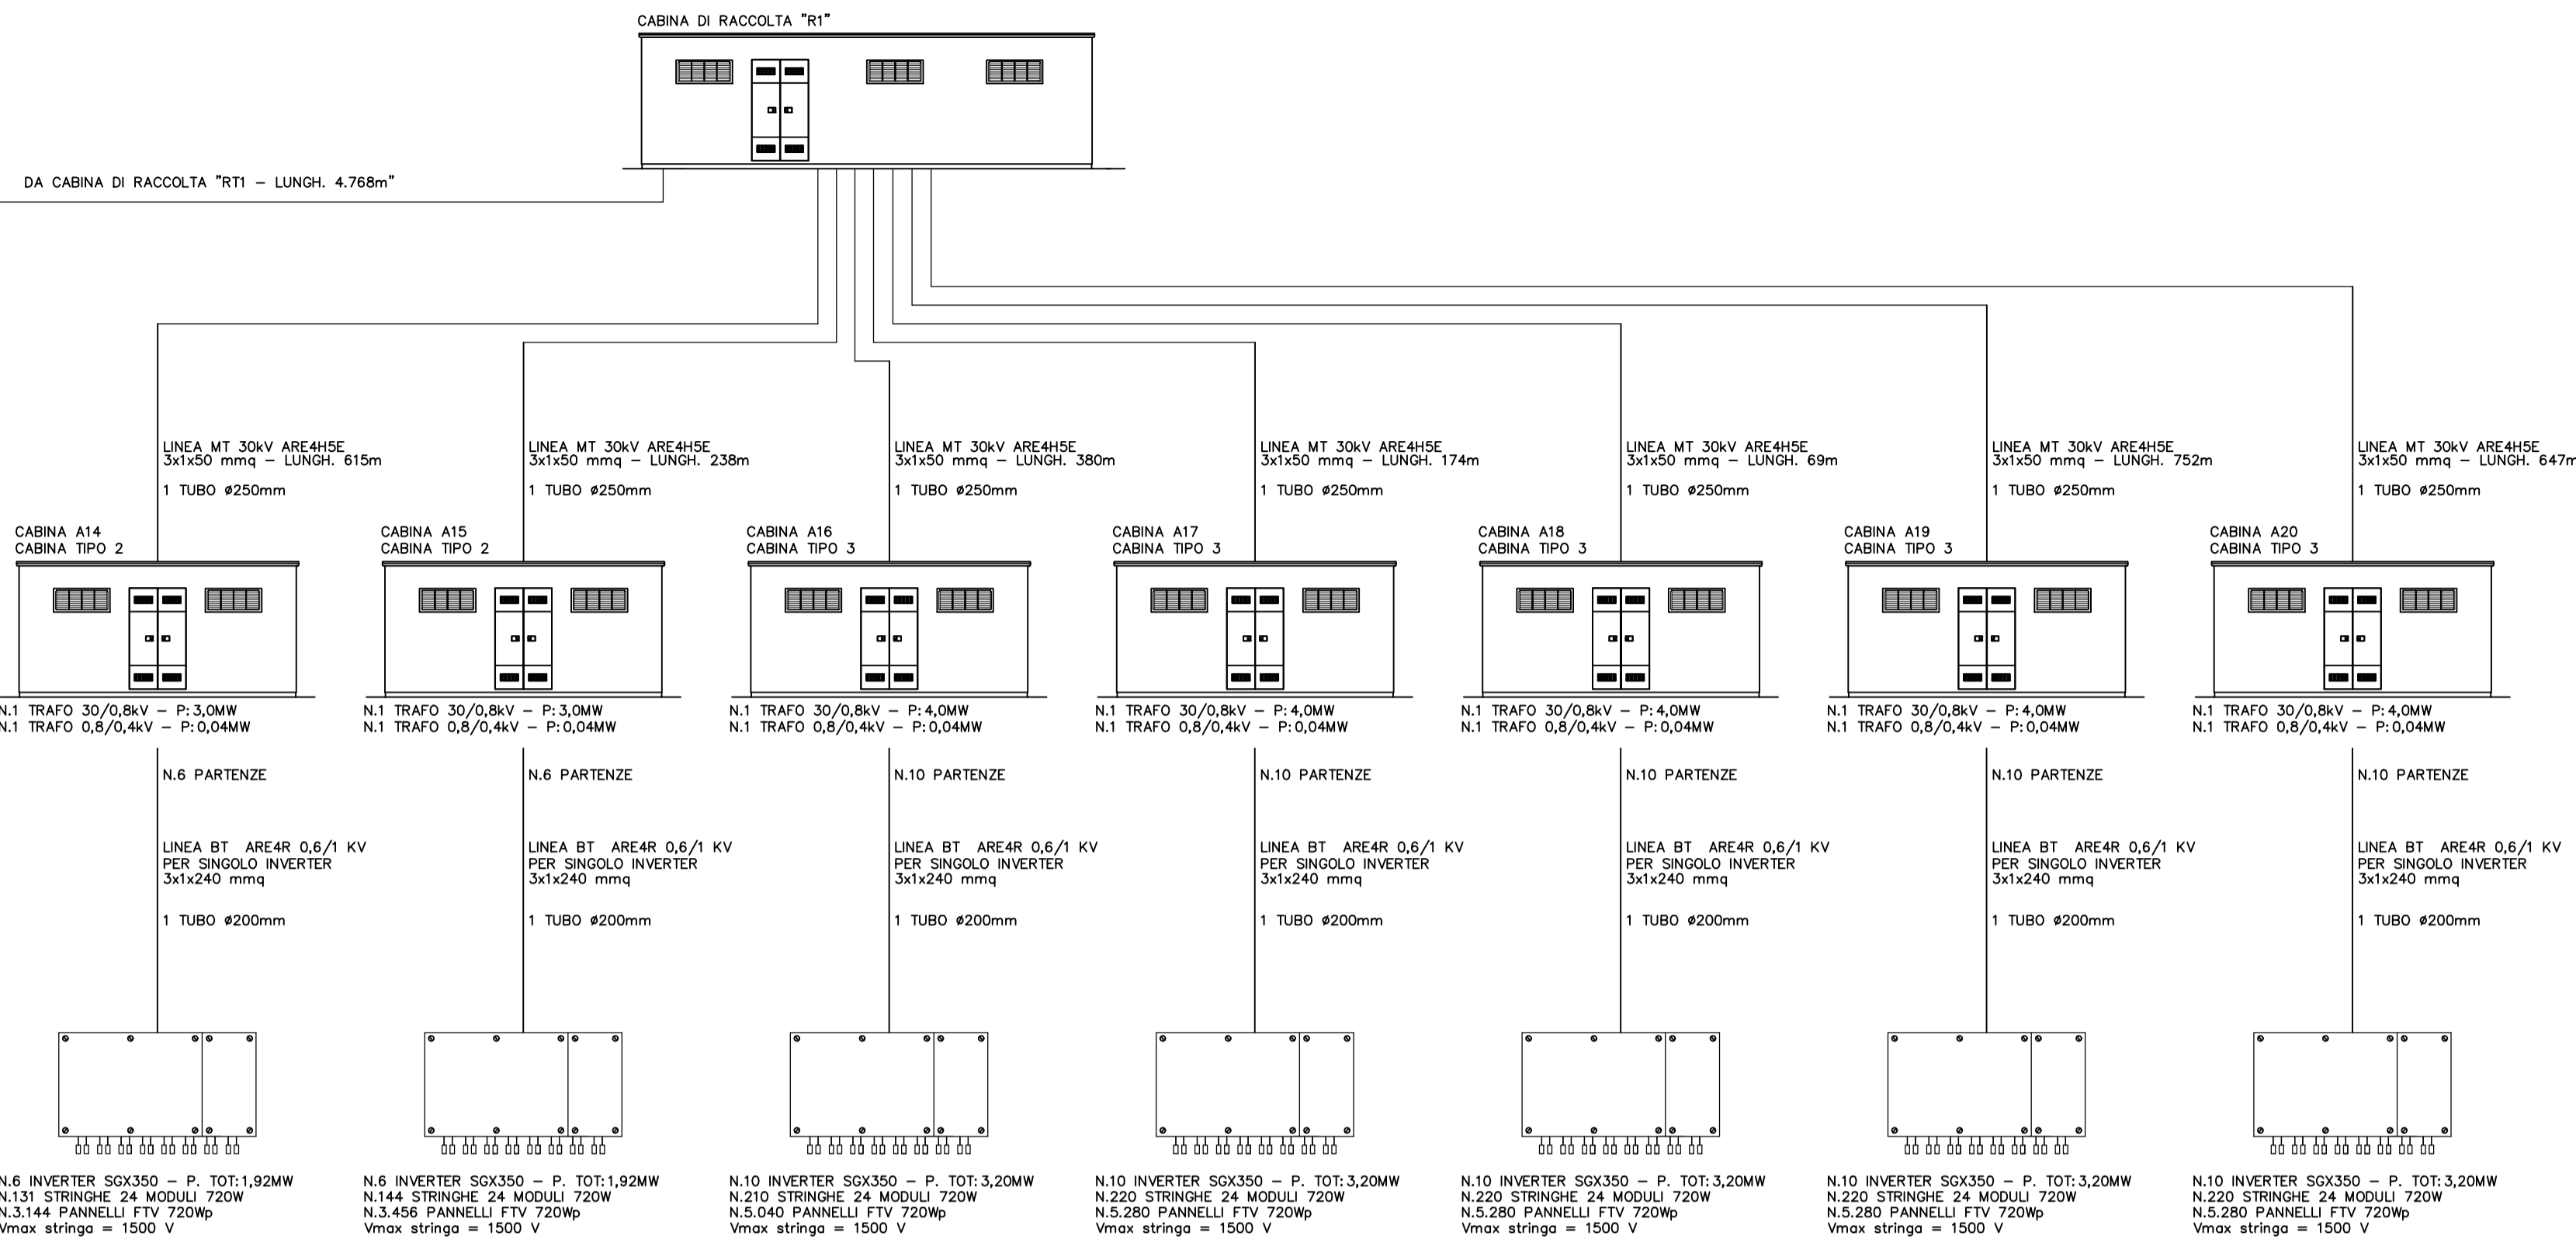 CABINA DI RACCOLTA "R1"
DA CABINA DI RACCOLTA "RT1 – LUNGH. 4.768m"
LINEA MT 30kV ARE4H5E
3x1x50 mmq – LUNGH. 615m
1 TUBO ø250mm
LINEA MT 30kV ARE4H5E
3x1x50 mmq – LUNGH. 238m
1 TUBO ø250mm
LINEA MT 30kV ARE4H5E
3x1x50 mmq – LUNGH. 380m
1 TUBO ø250mm
LINEA MT 30kV ARE4H5E
3x1x50 mmq – LUNGH. 174m
1 TUBO ø250mm
LINEA MT 30kV ARE4H5E
3x1x50 mmq – LUNGH. 69m
1 TUBO ø250mm
LINEA MT 30kV ARE4H5E
3x1x50 mmq – LUNGH. 752m
1 TUBO ø250mm
LINEA MT 30kV ARE4H5E
3x1x50 mmq – LUNGH. 647m
1 TUBO ø250mm
CABINA A14
CABINA TIPO 2
CABINA A15
CABINA TIPO 2
CABINA A16
CABINA TIPO 3
CABINA A17
CABINA TIPO 3
CABINA A18
CABINA TIPO 3
CABINA A19
CABINA TIPO 3
CABINA A20
CABINA TIPO 3
N.1 TRAFO 30/0,8kV – P: 3,0MW
N.1 TRAFO 0,8/0,4kV – P: 0,04MW
N.1 TRAFO 30/0,8kV – P: 3,0MW
N.1 TRAFO 0,8/0,4kV – P: 0,04MW
N.1 TRAFO 30/0,8kV – P: 4,0MW
N.1 TRAFO 0,8/0,4kV – P: 0,04MW
N.1 TRAFO 30/0,8kV – P: 4,0MW
N.1 TRAFO 0,8/0,4kV – P: 0,04MW
N.1 TRAFO 30/0,8kV – P: 4,0MW
N.1 TRAFO 0,8/0,4kV – P: 0,04MW
N.1 TRAFO 30/0,8kV – P: 4,0MW
N.1 TRAFO 0,8/0,4kV – P: 0,04MW
N.1 TRAFO 30/0,8kV – P: 4,0MW
N.1 TRAFO 0,8/0,4kV – P: 0,04MW
N.6 PARTENZE
N.6 PARTENZE
N.10 PARTENZE
N.10 PARTENZE
N.10 PARTENZE
N.10 PARTENZE
N.10 PARTENZE
LINEA BT ARE4R 0,6/1 KV
PER SINGOLO INVERTER
3x1x240 mmq
1 TUBO ø200mm
LINEA BT ARE4R 0,6/1 KV
PER SINGOLO INVERTER
3x1x240 mmq
1 TUBO ø200mm
LINEA BT ARE4R 0,6/1 KV
PER SINGOLO INVERTER
3x1x240 mmq
1 TUBO ø200mm
LINEA BT ARE4R 0,6/1 KV
PER SINGOLO INVERTER
3x1x240 mmq
1 TUBO ø200mm
LINEA BT ARE4R 0,6/1 KV
PER SINGOLO INVERTER
3x1x240 mmq
1 TUBO ø200mm
LINEA BT ARE4R 0,6/1 KV
PER SINGOLO INVERTER
3x1x240 mmq
1 TUBO ø200mm
LINEA BT ARE4R 0,6/1 KV
PER SINGOLO INVERTER
3x1x240 mmq
1 TUBO ø200mm
N.6 INVERTER SGX350 – P. TOT: 1,92MW
N.131 STRINGHE 24 MODULI 720W
N.3.144 PANNELLI FTV 720Wp
Vmax stringa = 1500 V
N.6 INVERTER SGX350 – P. TOT: 1,92MW
N.144 STRINGHE 24 MODULI 720W
N.3.456 PANNELLI FTV 720Wp
Vmax stringa = 1500 V
N.10 INVERTER SGX350 – P. TOT: 3,20MW
N.210 STRINGHE 24 MODULI 720W
N.5.040 PANNELLI FTV 720Wp
Vmax stringa = 1500 V
N.10 INVERTER SGX350 – P. TOT: 3,20MW
N.220 STRINGHE 24 MODULI 720W
N.5.280 PANNELLI FTV 720Wp
Vmax stringa = 1500 V
N.10 INVERTER SGX350 – P. TOT: 3,20MW
N.220 STRINGHE 24 MODULI 720W
N.5.280 PANNELLI FTV 720Wp
Vmax stringa = 1500 V
N.10 INVERTER SGX350 – P. TOT: 3,20MW
N.220 STRINGHE 24 MODULI 720W
N.5.280 PANNELLI FTV 720Wp
Vmax stringa = 1500 V
N.10 INVERTER SGX350 – P. TOT: 3,20MW
N.220 STRINGHE 24 MODULI 720W
N.5.280 PANNELLI FTV 720Wp
Vmax stringa = 1500 V